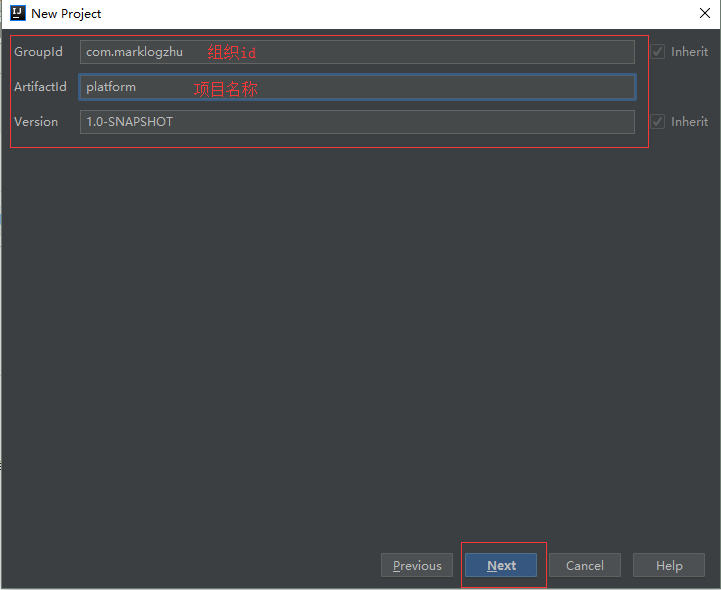 IJ New Project
GroupId com.marklogzhu 组织id Inherit
ArtifactId platform 项目名称
Version 1.0-SNAPSHOT Inherit
Previous Next Cancel Help